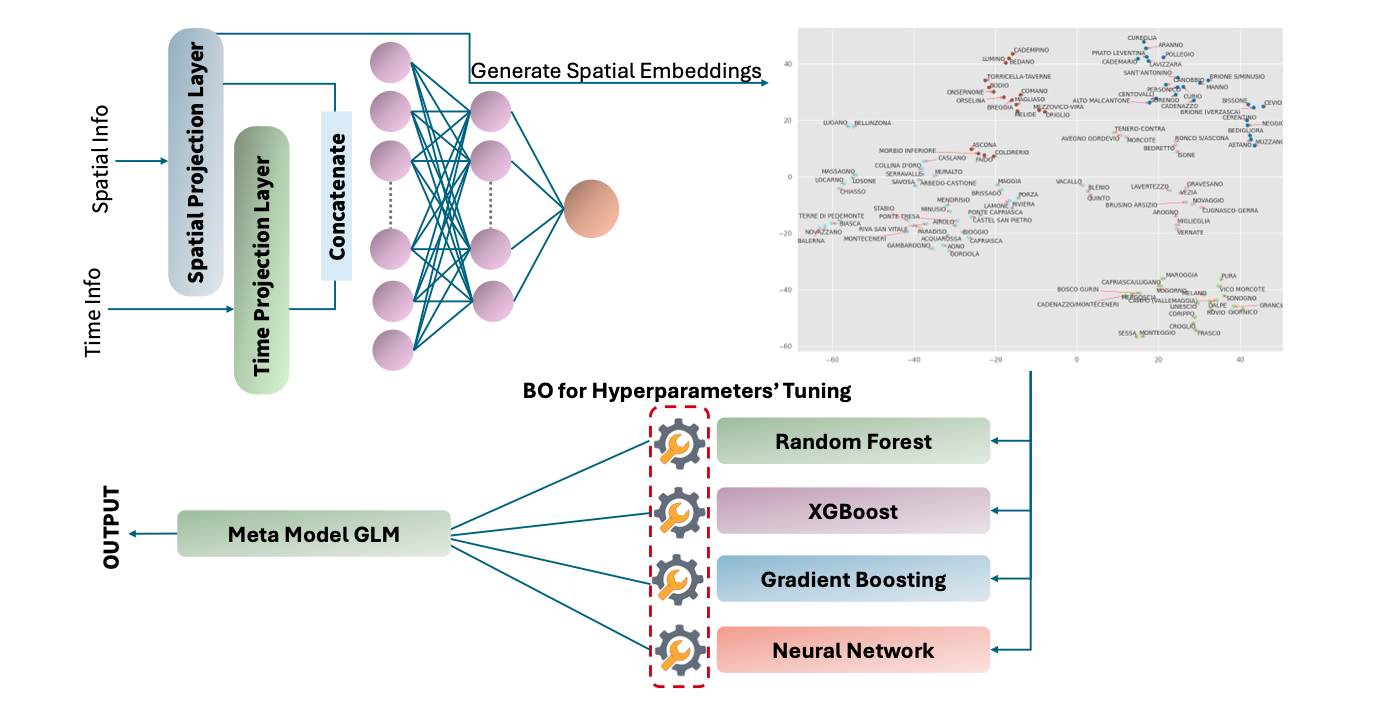 Spatial Info
Spatial Projection Layer
Time Info
Time Projection Layer
Concatenate
Generate Spatial Embeddings
CUREGLIA
ARANNO
PRATO LEVENTINA
POLLEGIO
CADEMARIO
LAVIZZARA
CADEMPINO
LUMINO
BEDANO
SANT'ANTONINO
CANOBBIO
BRIONE S/MINUSIO
PERSONICO
MANNO
TORRICELLA-TAVERNE
BODIO
ONSERNONE
COMANO
ORSELINA
MAGLIASO
BREGGIA
MEZZOVICO-VIRA
MELIDE
ORIGLIO
CENTOVALLI
CURIO
ALTO MALCANTONE
SORENGO
CADENAZZO
BISSONE
CEVIO
BRIONE (VERZASCA)
CERENTINO
NEGGIO
BEDIGLIORA
MUZZANO
ASTANO
LUGANO
BELLINZONA
TENERO-CONTRA
AVEGNO GORDEVIO
MORCOTE
RONCO S/ASCONA
BEDRETTO
ISONE
ASCONA
MORBIO INFERIORE
COLDRERIO
FAIDO
CASLANO
COLLINA D'ORO
MASSAGNO
SERRAVALLE
MURALTO
LOCARNO
LOSONE
SAVOSA
ARBEDO-CASTIONE
CHIASSO
MAGGIA
BRISSAGO
PORZA
MENDRISIO
LAMONE
RIVIERA
STABIO
MINUSIO
PONTE CAPRIASCA
TERRE DI PEDEMONTE
PONTE TRESA
CASTEL SAN PIETRO
BIASCA
AIROLO
NOVAZZANO
RIVA SAN VITALE
PARADISO
BIOGGIO
BALERNA
MONTECENERI
ACQUAROSSA
CAPRIASCA
GAMBAROGNO
AGNO
GORDOLA
VACALLO
BLENIO
QUINTO
LAVERTEZZO
GRAVESANO
VEZIA
BRUSINO ARSIZIO
NOVAGGIO
CUGNASCO-GERRA
AROGNO
MIGLIEGLIA
VERNATE
MAROGGIA
PURA
CAPRIASCA/LUGANO
BOSCO GURIN
VOGORNO
VICO MORCOTE
MERGOSCIA
MELANO
CADENAZZO/MONTECENERI
CAMPO (VALLEMAGGIA)
SONOGNO
LINESCIO
DALPE
GRANCIA
CORIPPO
ROVIO
GIORNICO
CROGLIO
SESSA
MONTEGGIO
FRASCO
40
20
0
−20
−40
−60
−60
−40
−20
0
20
40
BO for Hyperparameters’ Tuning
Random Forest
XGBoost
Gradient Boosting
Neural Network
Meta Model GLM
OUTPUT